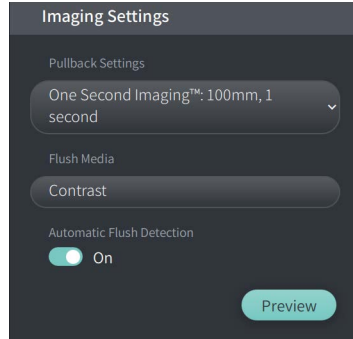 Imaging Settings
Pullback Settings
One Second Imaging™: 100mm, 1
second
Flush Media
Contrast
Automatic Flush Detection
On
Preview